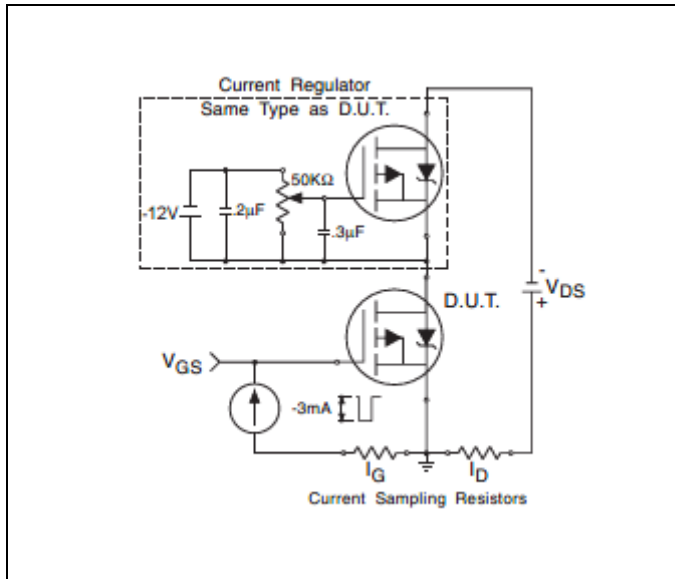 Current Regulator
Same Type as D.U.T.
50KΩ
-12V
.2μF
.3μF
D.U.T.
-
VDS
+
VGS
-3mA
IG
ID
Current Sampling Resistors